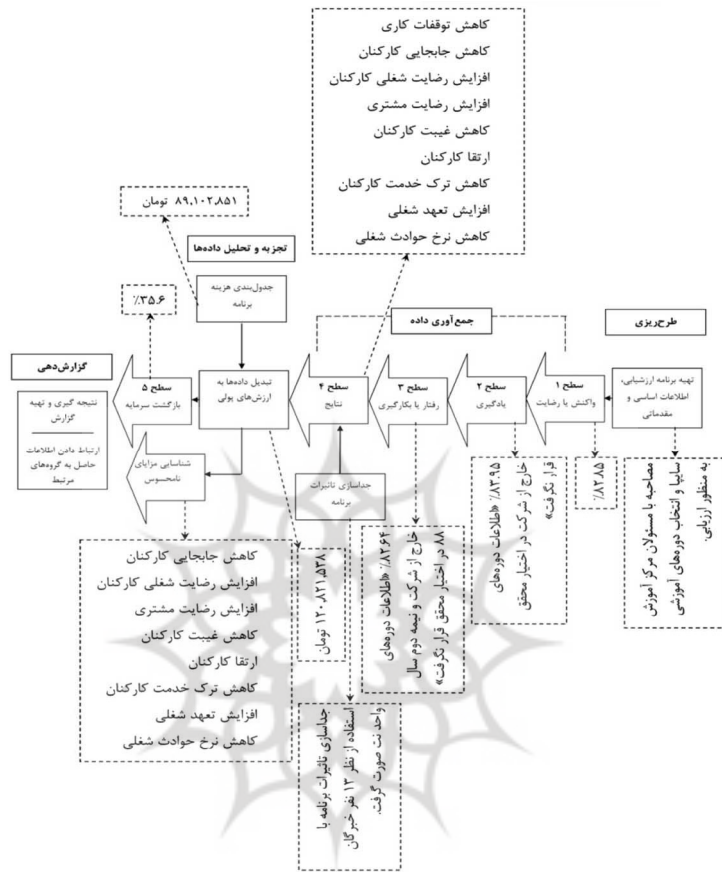 کاهش توقفات کاری
کاهش جابجایی کارکنان
افزایش رضایت شغلی کارکنان
افزایش رضایت مشتری
کاهش غیبت کارکنان
ارتقا کارکنان
کاهش ترک خدمت کارکنان
افزایش تعهد شغلی
کاهش نرخ حوادث شغلی
طرح‌ریزی
تهیه برنامه ارزشیابی،
اطلاعات اساسی و
مقدماتی
به منظور ارزیابی.
سایپا و انتخاب دوره‌های آموزشی
مصاحبه با مسئولان مرکز آموزش
جمع‌آوری داده
سطح ۱
واکنش یا رضایت
٪۸۲.۸۵
سطح ۲
یادگیری
٪۸۳.۹۵ «اطلاعات دوره‌های
خارج از شرکت در اختیار محقق
قرار نگرفت»
سطح ۳
رفتار یا بکارگیری
٪۸۲.۶۴ «اطلاعات دوره‌های
خارج از شرکت و نیمه دوم سال
۸۸ در اختیار محقق قرار نگرفت»
سطح ۴
نتایج
جداسازی تاثیرات
برنامه
جداسازی تاثیرات برنامه با
استفاده از نظر ۱۳ نفر خبرگان
واحد نت صورت گرفت.
تجزیه و تحلیل داده‌ها
جدول‌بندی هزینه
برنامه
۸۹,۱۰۲,۸۵۱ تومان
تبدیل داده‌ها به
ارزش‌های پولی
۱۲۰,۸۲۱,۵۳۸ تومان
سطح ۵
بازگشت سرمایه
٪۳۵.۶
شناسایی مزایای
نامحسوس
کاهش جابجایی کارکنان
افزایش رضایت شغلی کارکنان
افزایش رضایت مشتری
کاهش غیبت کارکنان
ارتقا کارکنان
کاهش ترک خدمت کارکنان
افزایش تعهد شغلی
کاهش نرخ حوادث شغلی
گزارش‌دهی
نتیجه گیری و تهیه
گزارش
ارتباط دادن اطلاعات
حاصل به گروه‌های
مرتبط